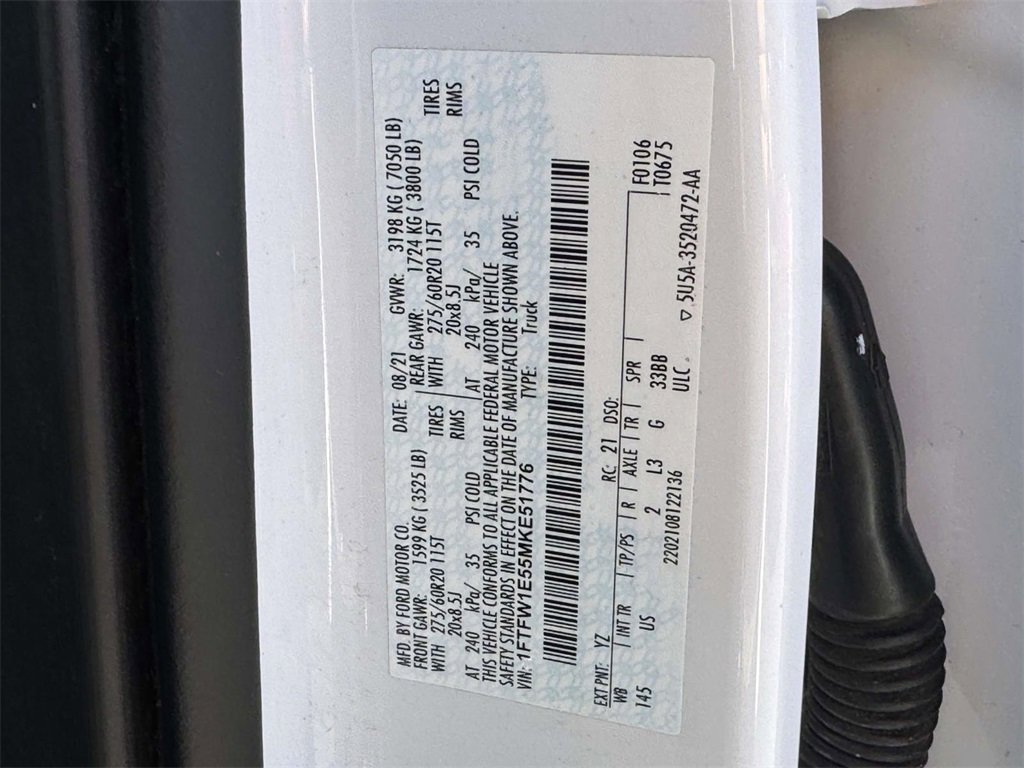 MFD. BY FORD MOTOR CO. DATE: 08/21 GVWR: 3198 KG ( 7050 LB)
FRONT GAWR: 1599 KG ( 3525 LB) REAR GAWR: 1724 KG ( 3800 LB)
WITH 275/60R20 115T TIRES WITH 275/60R20 115T TIRES
20x8.5J RIMS 20x8.5J RIMS
AT 240 kPa/ 35 PSI COLD AT 240 kPa/ 35 PSI COLD
THIS VEHICLE CONFORMS TO ALL APPLICABLE FEDERAL MOTOR VEHICLE
SAFETY STANDARDS IN EFFECT ON THE DATE OF MANUFACTURE SHOWN ABOVE.
VIN: 1FTFW1E55MKE51776 TYPE: Truck
EXT PNT: YZ RC: 21 DSO: F0106
WB INT TR TP/PS R AXLE TR SPR T0675
145 US 2 L3 G 33BB
2202108122136 ULC ▽ 5U5A-3520472-AA